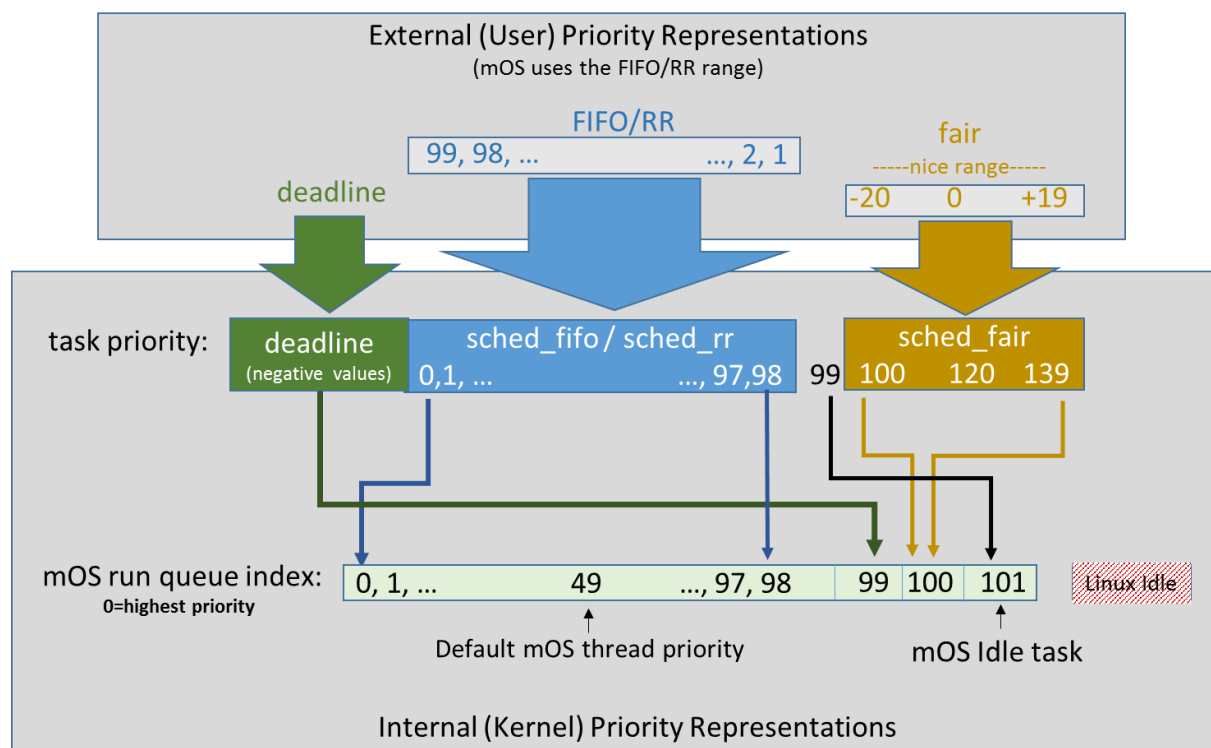 External (User) Priority Representations
(mOS uses the FIFO/RR range)
FIFO/RR
99, 98, ... ..., 2, 1
fair
-----nice range-----
-20 0 +19
deadline
task priority:
deadline
(negative values)
sched_fifo / sched_rr
0,1, ... ..., 97,98
99
sched_fair
100 120 139
mOS run queue index:
0=highest priority
0, 1, ... 49 ..., 97, 98 99 100 101
Linux Idle
Default mOS thread priority
mOS Idle task
Internal (Kernel) Priority Representations